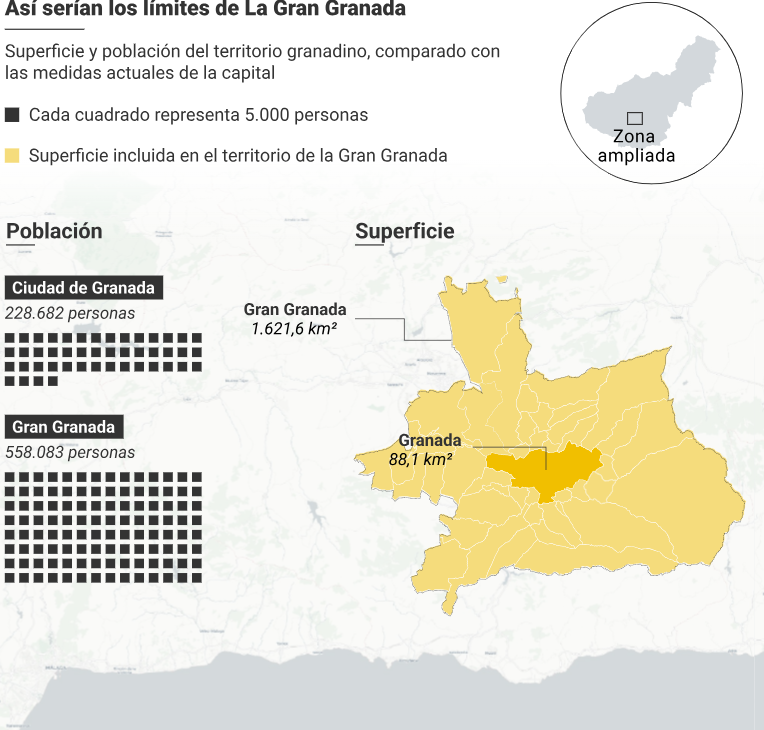 Así serían los límites de La Gran Granada
Superficie y población del territorio granadino, comparado con
las medidas actuales de la capital
Cada cuadrado representa 5.000 personas
Superficie incluida en el territorio de la Gran Granada
Zona
ampliada
Población
Ciudad de Granada
228.682 personas
Gran Granada
558.083 personas
Superficie
Gran Granada
1.621,6 km²
Granada
88,1 km²